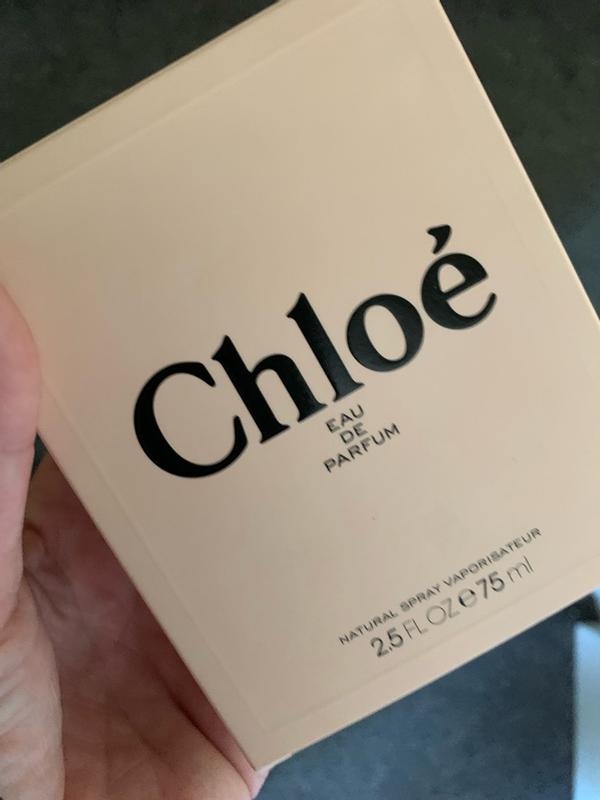 Chloé
EAU
DE
PARFUM
NATURAL SPRAY VAPORISATEUR
2.5 FL OZ ℮ 75 ml